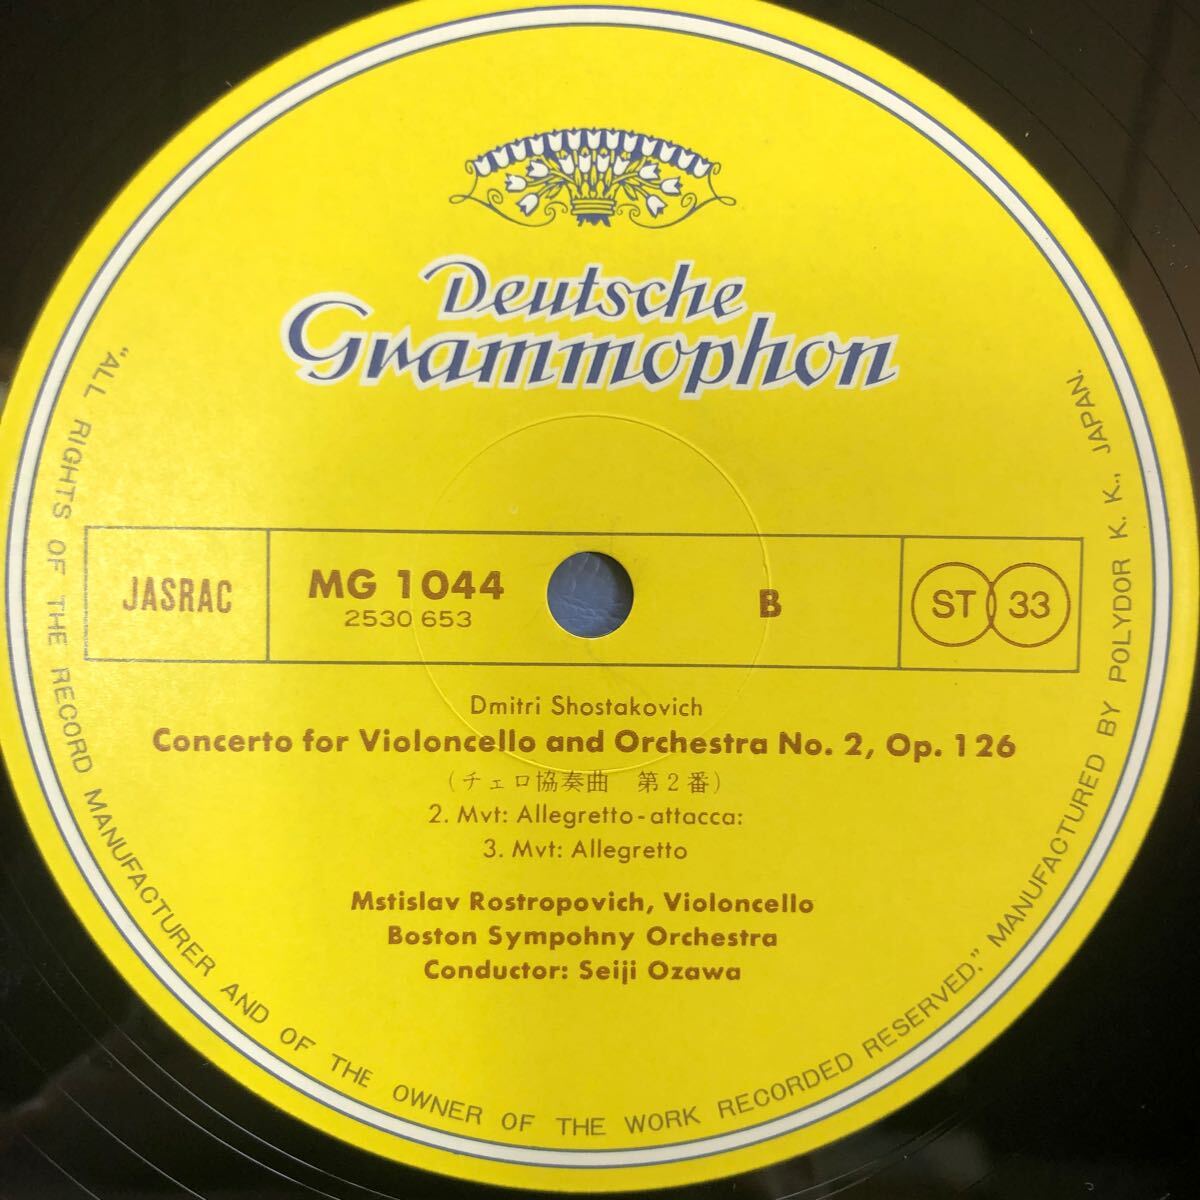 Deutsche
Grammophon
JASRAC
MG 1044
2530 653
B
ST 33
Dmitri Shostakovich
Concerto for Violoncello and Orchestra No. 2, Op. 126
(チェロ協奏曲　第2番)
2. Mvt: Allegretto-attacca:
3. Mvt: Allegretto
Mstislav Rostropovich, Violoncello
Boston Sympohny Orchestra
Conductor: Seiji Ozawa
"ALL RIGHTS OF THE RECORD MANUFACTURER AND OF THE OWNER OF THE WORK RECORDED RESERVED." MANUFACTURED BY POLYDOR K. K., JAPAN.